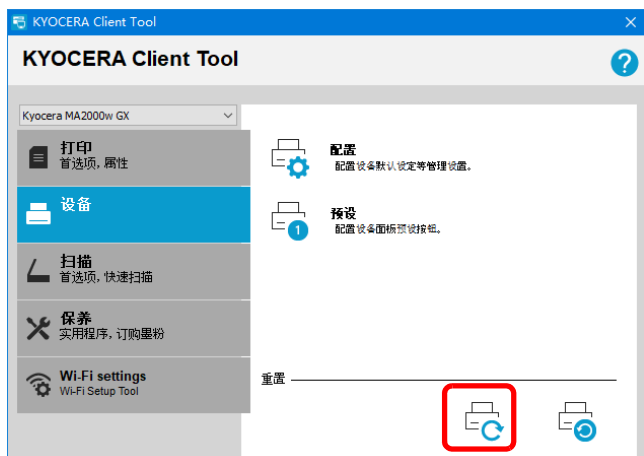 KYOCERA Client Tool
KYOCERA Client Tool
?
Kyocera MA2000w GX
打印
首选项, 属性
设备
扫描
首选项, 快速扫描
保养
实用程序, 订购墨粉
Wi-Fi settings
Wi-Fi Setup Tool
配置
配置设备默认设定等管理设置。
预设
1
配置设备面板预设按钮。
重置